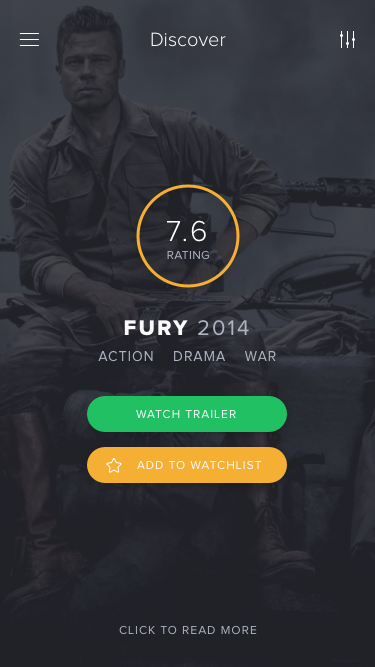 Discover
7.6
RATING
FURY 2014
ACTION DRAMA WAR
WATCH TRAILER
ADD TO WATCHLIST
CLICK TO READ MORE